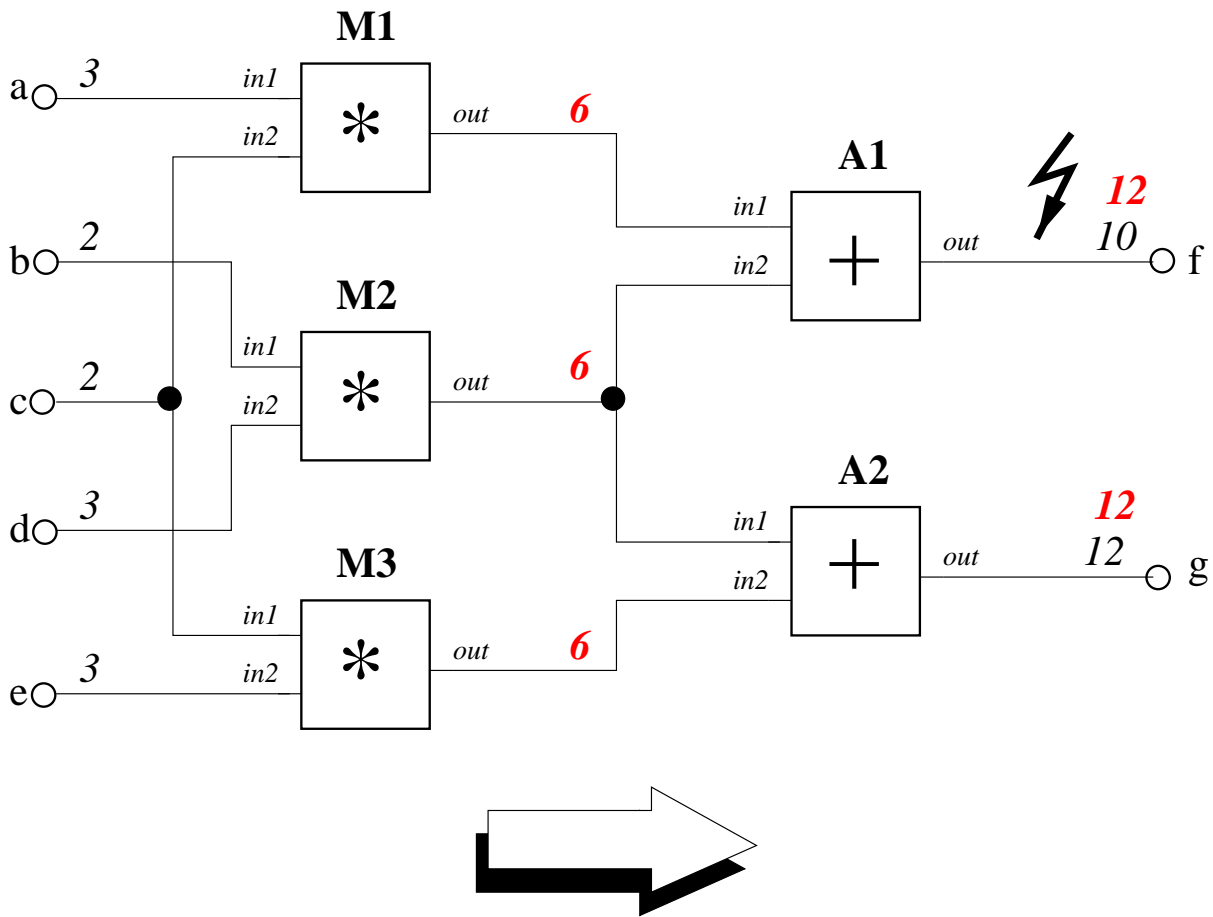 M1
a 3 in1
* out 6
in2
A1
12
in1
b 2 out 10 f
in2 +
M2
in1
c 2 * out 6
in2
A2
12
d 3 in1
12 g
M3 + out
in2
in1
* out 6
e 3 in2